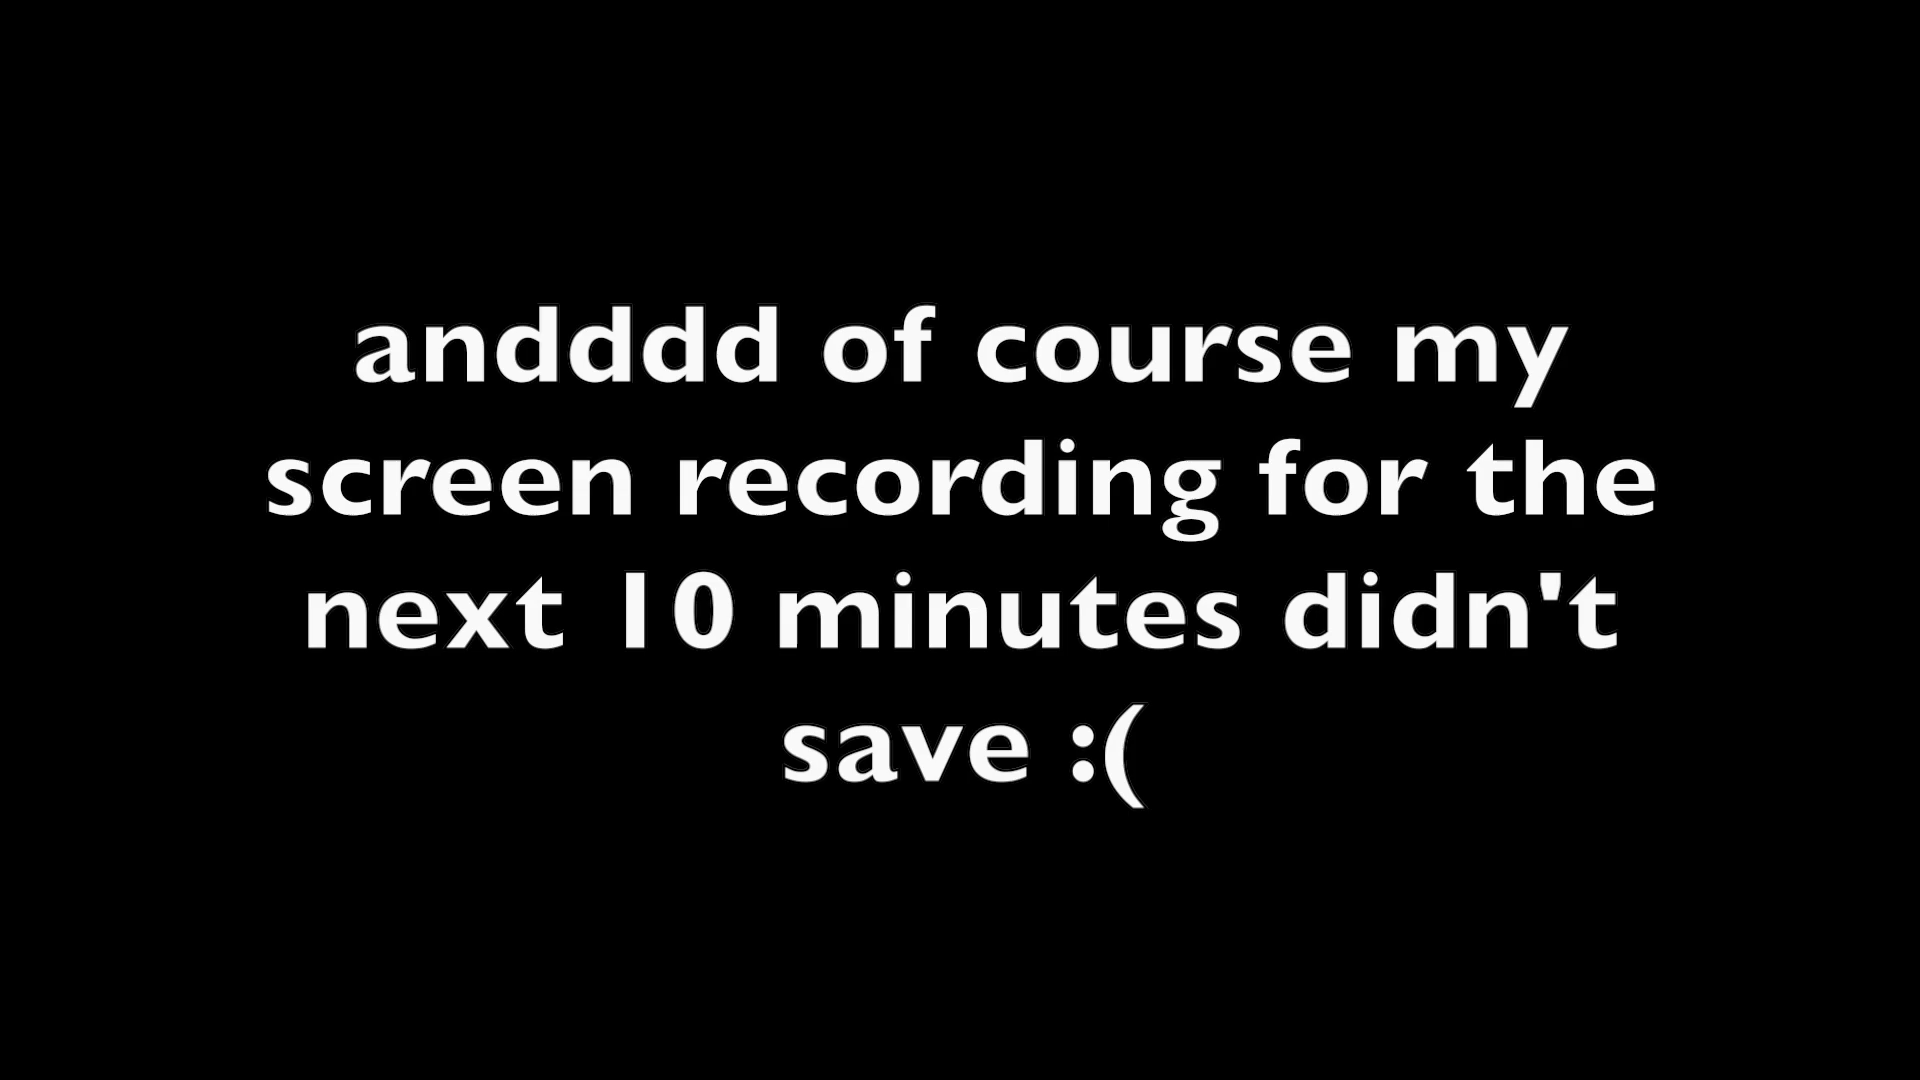 andddd of course my
screen recording for the
next 10 minutes didn't
save :(